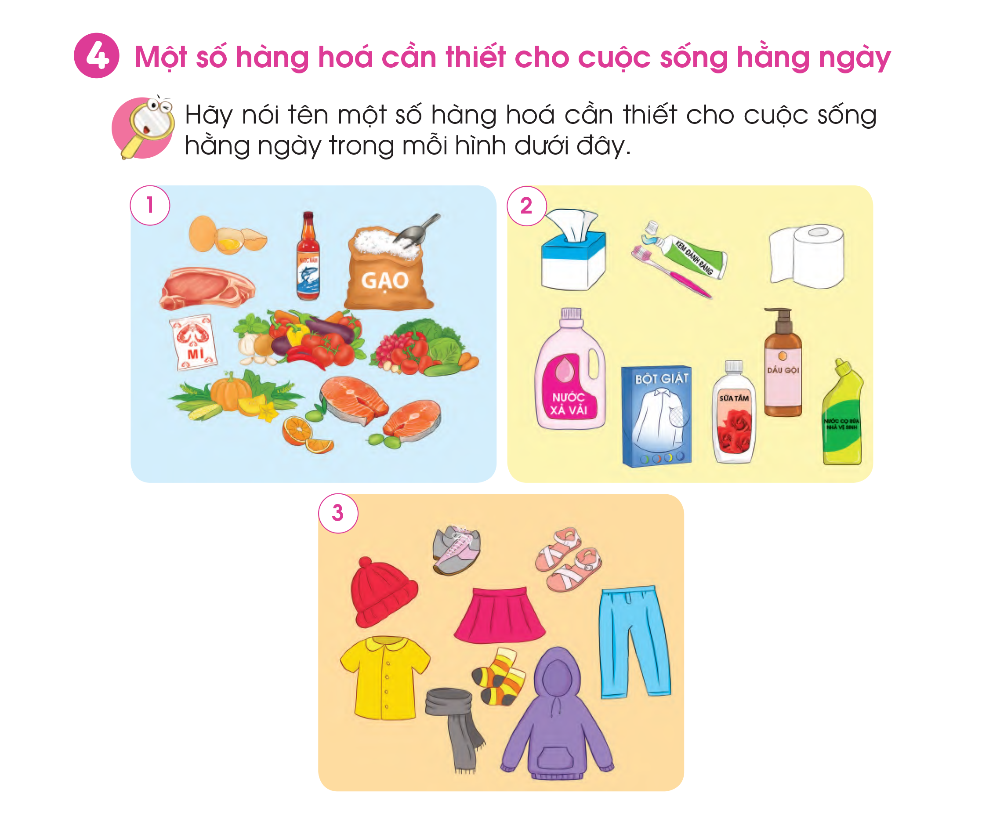 4 Một số hàng hoá cần thiết cho cuộc sống hằng ngày
Hãy nói tên một số hàng hoá cần thiết cho cuộc sống
hằng ngày trong mỗi hình dưới đây.
1
NƯỚC MẮM
GẠO
MÌ
2
KEM ĐÁNH RĂNG
NƯỚC
XẢ VẢI
BỘT GIẶT
SỮA TẮM
DẦU GỘI
NƯỚC CỌ RỬA
NHÀ VỆ SINH
3